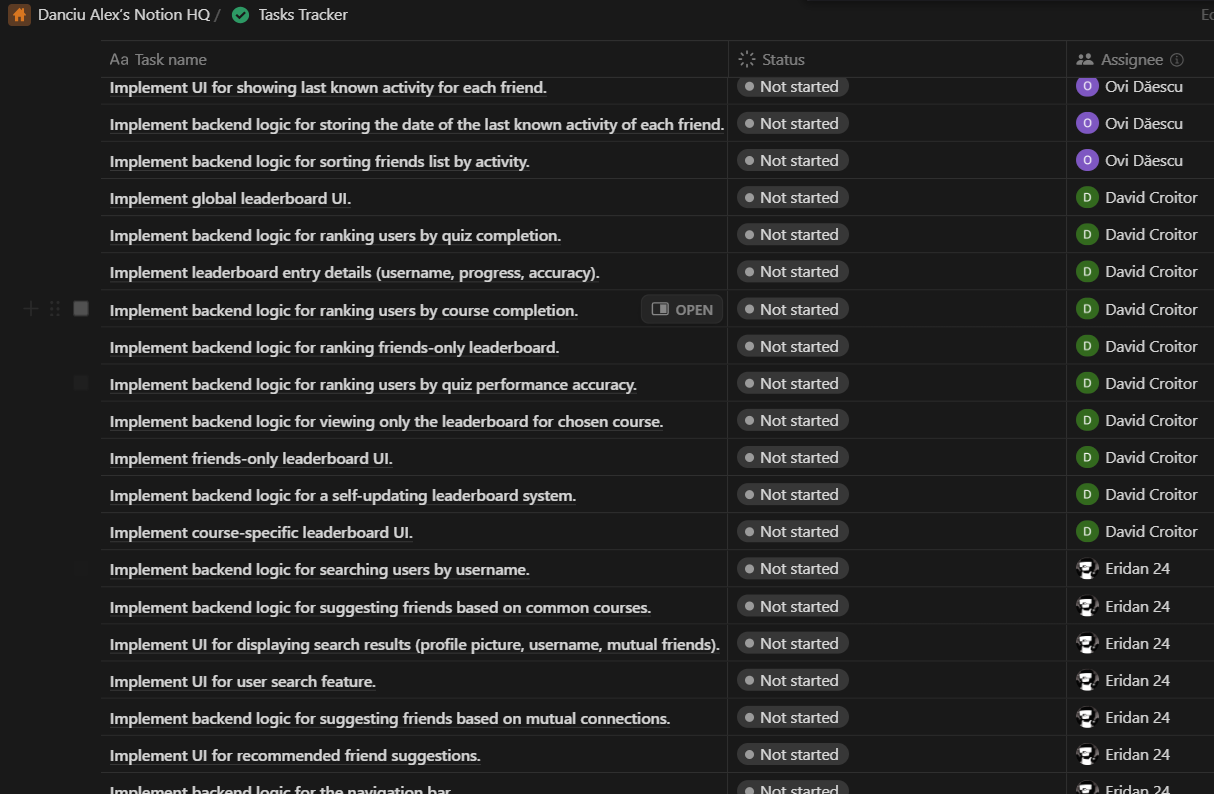 Danciu Alex's Notion HQ / Tasks Tracker
Aa Task name Status Assignee
Implement UI for showing last known activity for each friend. Not started O Ovi Dăescu
Implement backend logic for storing the date of the last known activity of each friend. Not started O Ovi Dăescu
Implement backend logic for sorting friends list by activity. Not started O Ovi Dăescu
Implement global leaderboard UI. Not started D David Croitor
Implement backend logic for ranking users by quiz completion. Not started D David Croitor
Implement leaderboard entry details (username, progress, accuracy). Not started D David Croitor
Implement backend logic for ranking users by course completion. OPEN Not started D David Croitor
Implement backend logic for ranking friends-only leaderboard. Not started D David Croitor
Implement backend logic for ranking users by quiz performance accuracy. Not started D David Croitor
Implement backend logic for viewing only the leaderboard for chosen course. Not started D David Croitor
Implement friends-only leaderboard UI. Not started D David Croitor
Implement backend logic for a self-updating leaderboard system. Not started D David Croitor
Implement course-specific leaderboard UI. Not started D David Croitor
Implement backend logic for searching users by username. Not started Eridan 24
Implement backend logic for suggesting friends based on common courses. Not started Eridan 24
Implement UI for displaying search results (profile picture, username, mutual friends). Not started Eridan 24
Implement UI for user search feature. Not started Eridan 24
Implement backend logic for suggesting friends based on mutual connections. Not started Eridan 24
Implement UI for recommended friend suggestions. Not started Eridan 24
Implement backend logic for the navigation bar Not started Eridan 24